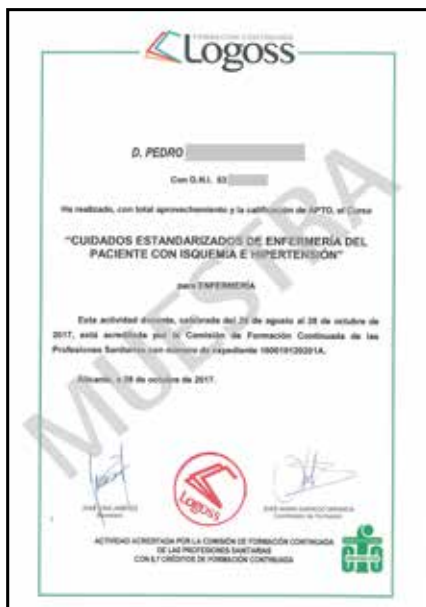 FORMACIÓN CONTINUADA
Logoss
D. PEDRO
Con D.N.I.
Ha realizado, con total aprovechamiento y la calificación de APTO, el Curso
"CUIDADOS ESTANDARIZADOS DE ENFERMERÍA DEL
PACIENTE CON ISQUEMIA E HIPERTENSIÓN"
para ENFERMERÍA
Esta actividad docente, celebrada del de agosto al 28 de octubre de
2017, está acreditada por la Comisión de Formación Continuada de las
Profesiones Sanitarias con número de expediente
Alicante, a 28 de octubre de 2017.
MUESTRA
Logoss
ACTIVIDAD ACREDITADA POR LA COMISIÓN DE FORMACIÓN CONTINUADA
DE LAS PROFESIONES SANITARIAS
CON 8,7 CRÉDITOS DE FORMACIÓN CONTINUADA